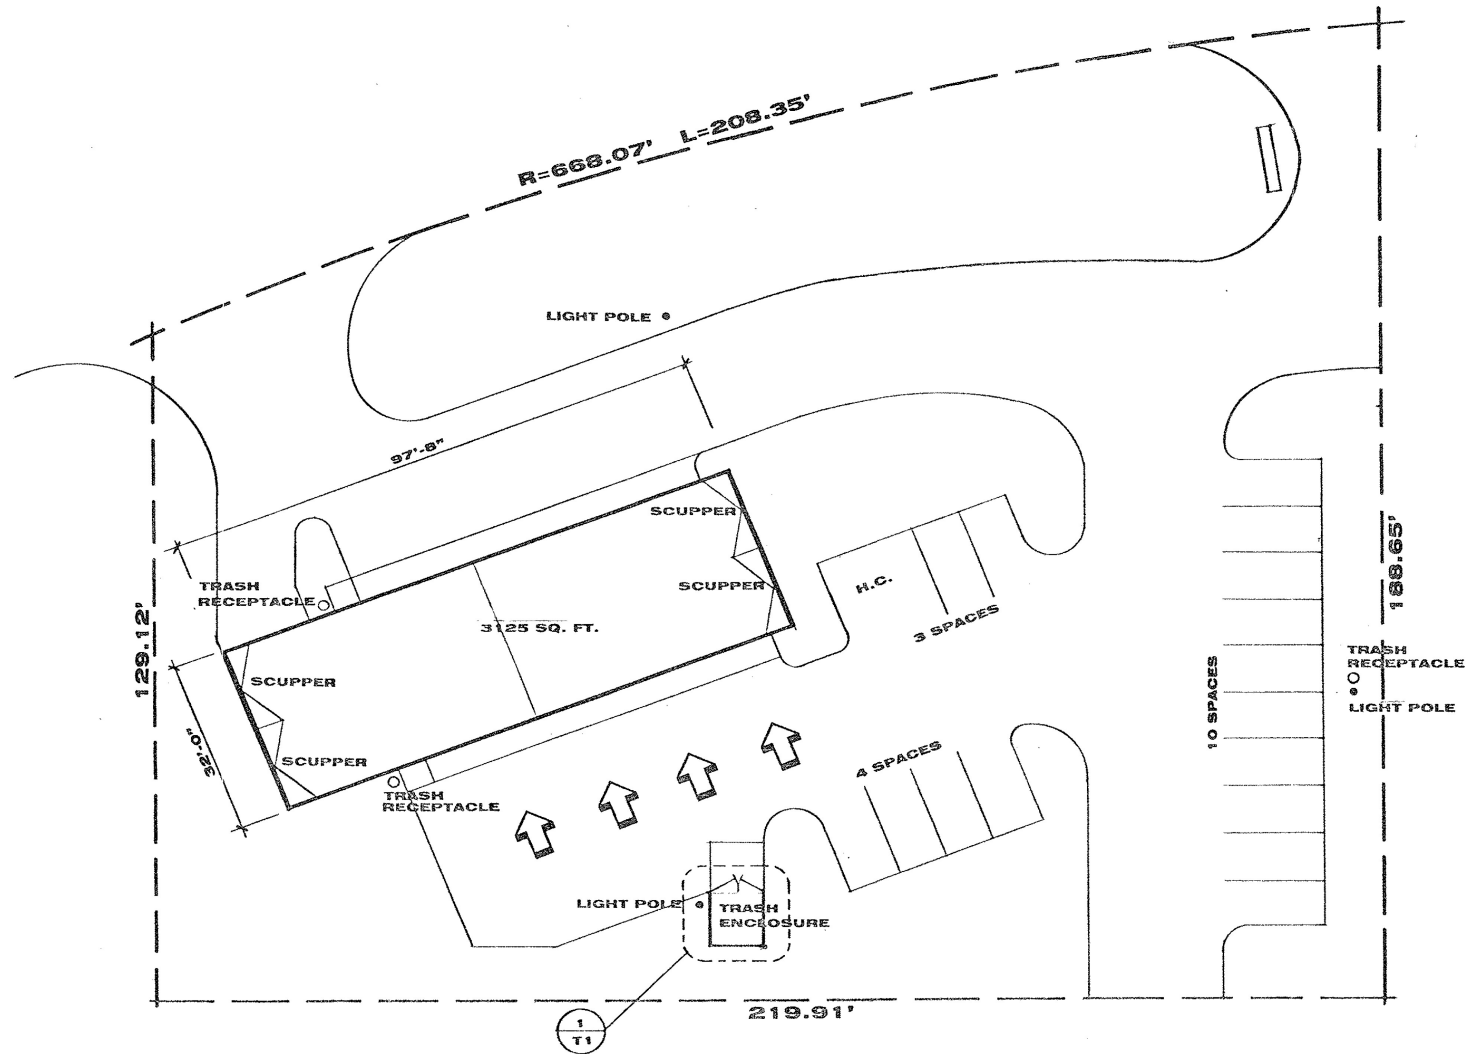 R=668.07' L=208.35'
LIGHT POLE
97'-8"
SCUPPER
SCUPPER
H.C.
3 SPACES
TRASH
RECEPTACLE
3125 SQ. FT.
129.12'
188.65'
TRASH
RECEPTACLE
LIGHT POLE
10 SPACES
SCUPPER
SCUPPER
32'-0"
TRASH
RECEPTACLE
4 SPACES
LIGHT POLE
TRASH
ENCLOSURE
219.91'
1
T1